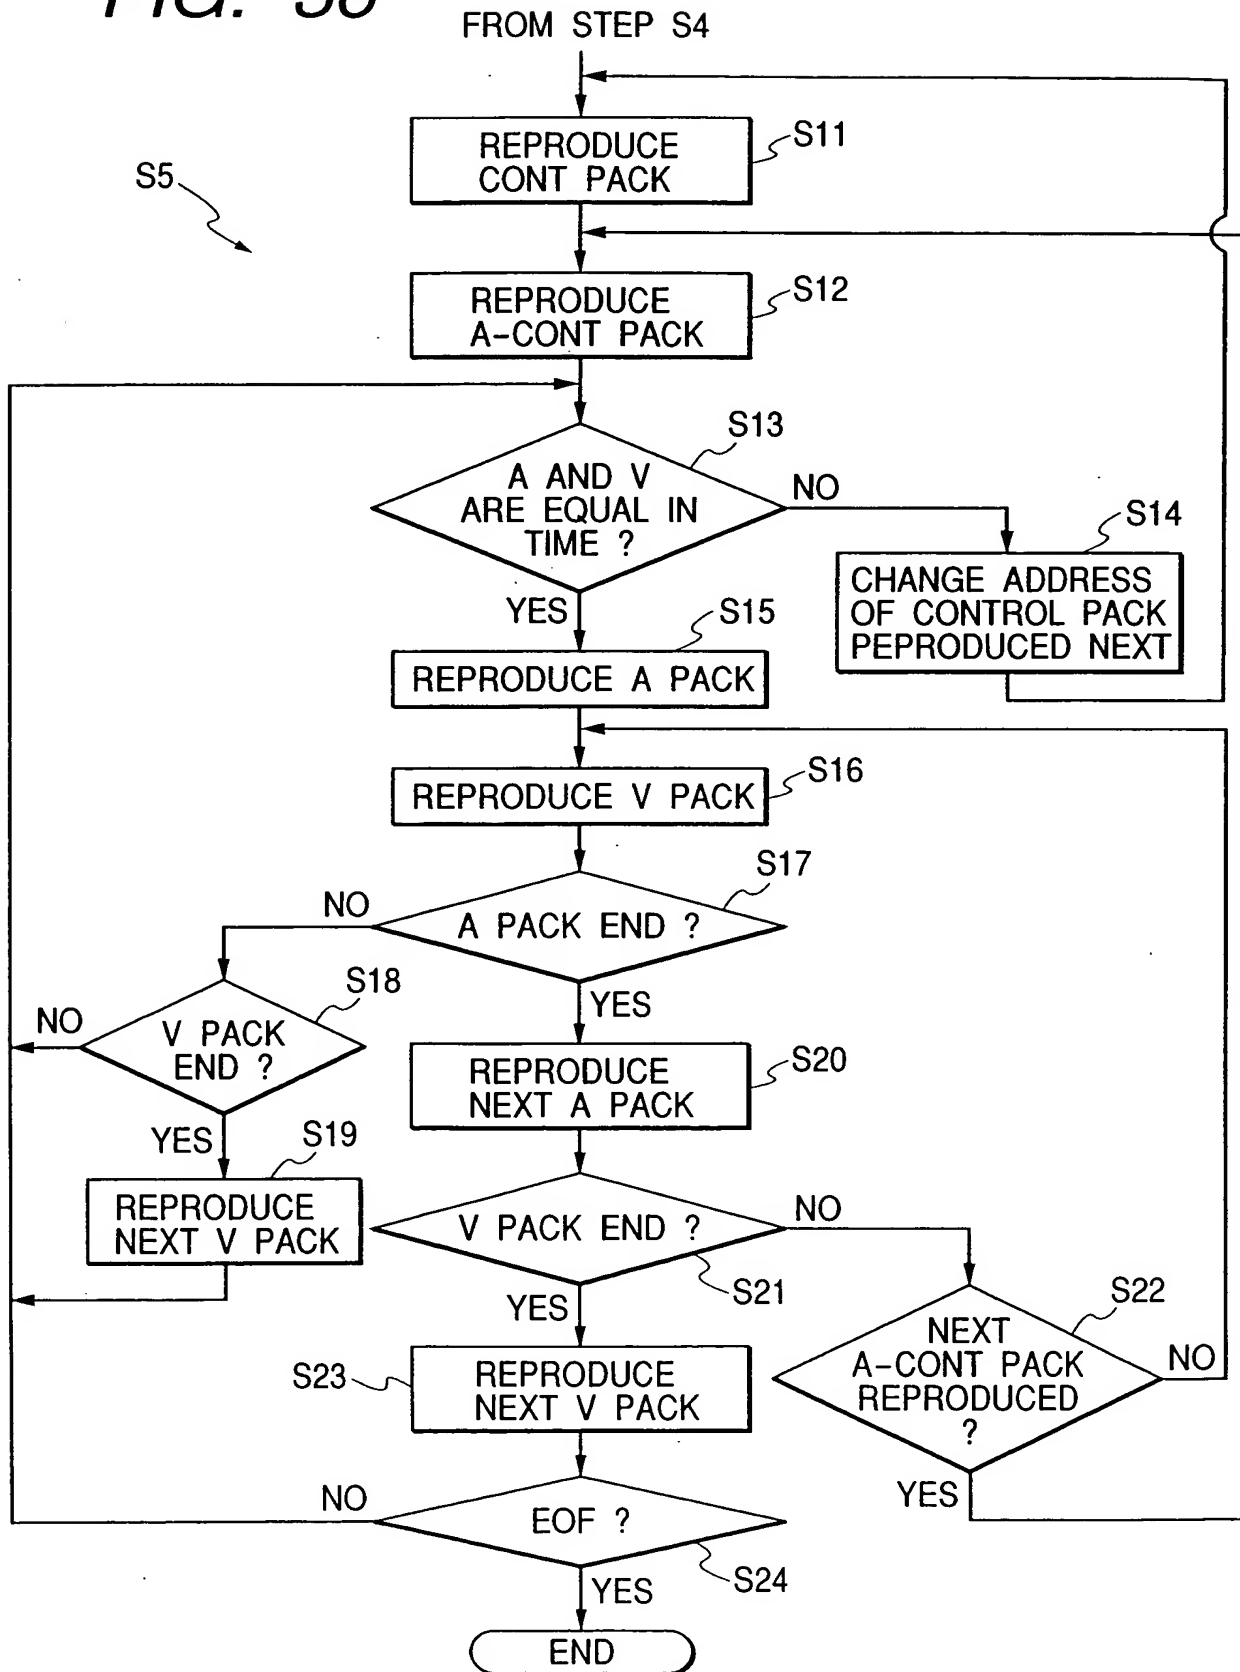 FIG.
FROM STEP S4
REPRODUCE
CONT PACK
S11
S5
REPRODUCE
A-CONT PACK
S12
S13
A AND V
ARE EQUAL IN
TIME ?
NO
S14
CHANGE ADDRESS
OF CONTROL PACK
PEPRODUCED NEXT
YES
S15
REPRODUCE A PACK
S16
REPRODUCE V PACK
S17
A PACK END ?
NO
YES
S18
V PACK
END ?
NO
YES
S19
REPRODUCE
NEXT V PACK
S20
REPRODUCE
NEXT A PACK
V PACK END ?
NO
S21
YES
S22
NEXT
A-CONT PACK
REPRODUCED
?
NO
YES
S23
REPRODUCE
NEXT V PACK
EOF ?
NO
S24
YES
END